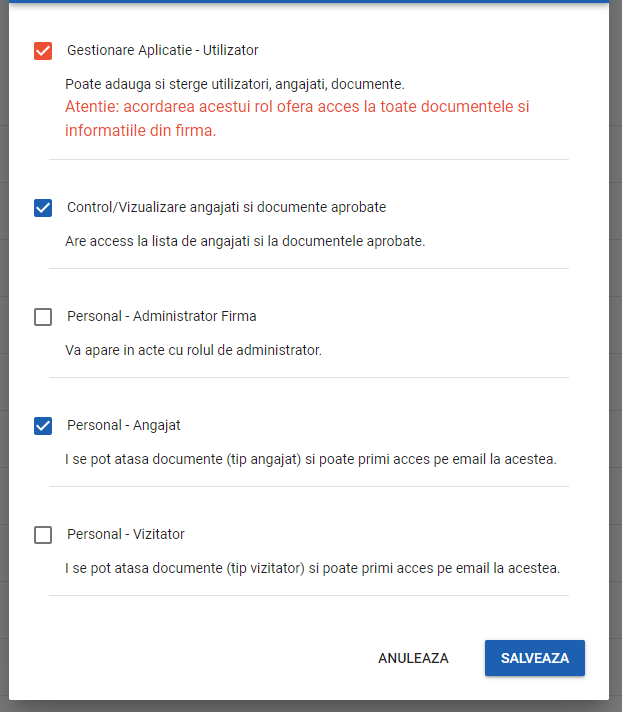 Gestionare Aplicatie - Utilizator
Poate adauga si sterge utilizatori, angajati, documente.
Atentie: acordarea acestui rol ofera acces la toate documentele si
informatiile din firma.
Control/Vizualizare angajati si documente aprobate
Are access la lista de angajati si la documentele aprobate.
Personal - Administrator Firma
Va apare in acte cu rolul de administrator.
Personal - Angajat
I se pot atasa documente (tip angajat) si poate primi acces pe email la acestea.
Personal - Vizitator
I se pot atasa documente (tip vizitator) si poate primi acces pe email la acestea.
ANULEAZA
SALVEAZA